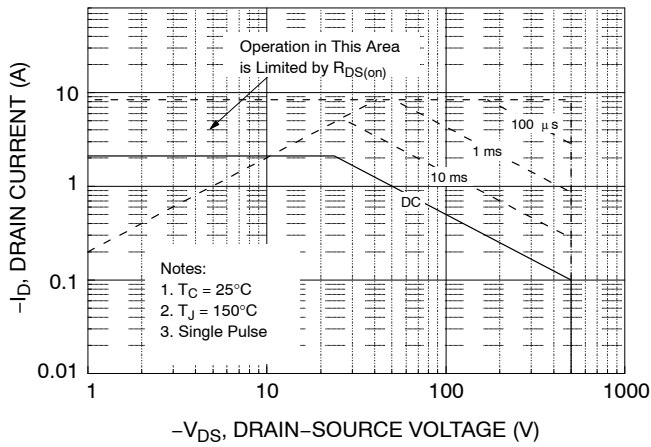 Operation in This Area
is Limited by RDS(on)
100 μs
1 ms
10 ms
DC
Notes:
1. TC = 25°C
2. TJ = 150°C
3. Single Pulse
100
10
1
0.1
0.01
1
10
100
1000
−ID, DRAIN CURRENT (A)
−VDS, DRAIN−SOURCE VOLTAGE (V)